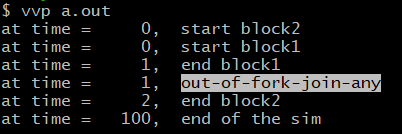 $ vvp a.out
at time =    0,  start block2
at time =    0,  start block1
at time =    1,  end block1
at time =    1,  out-of-fork-join-any
at time =    2,  end block2
at time =  100,  end of the sim